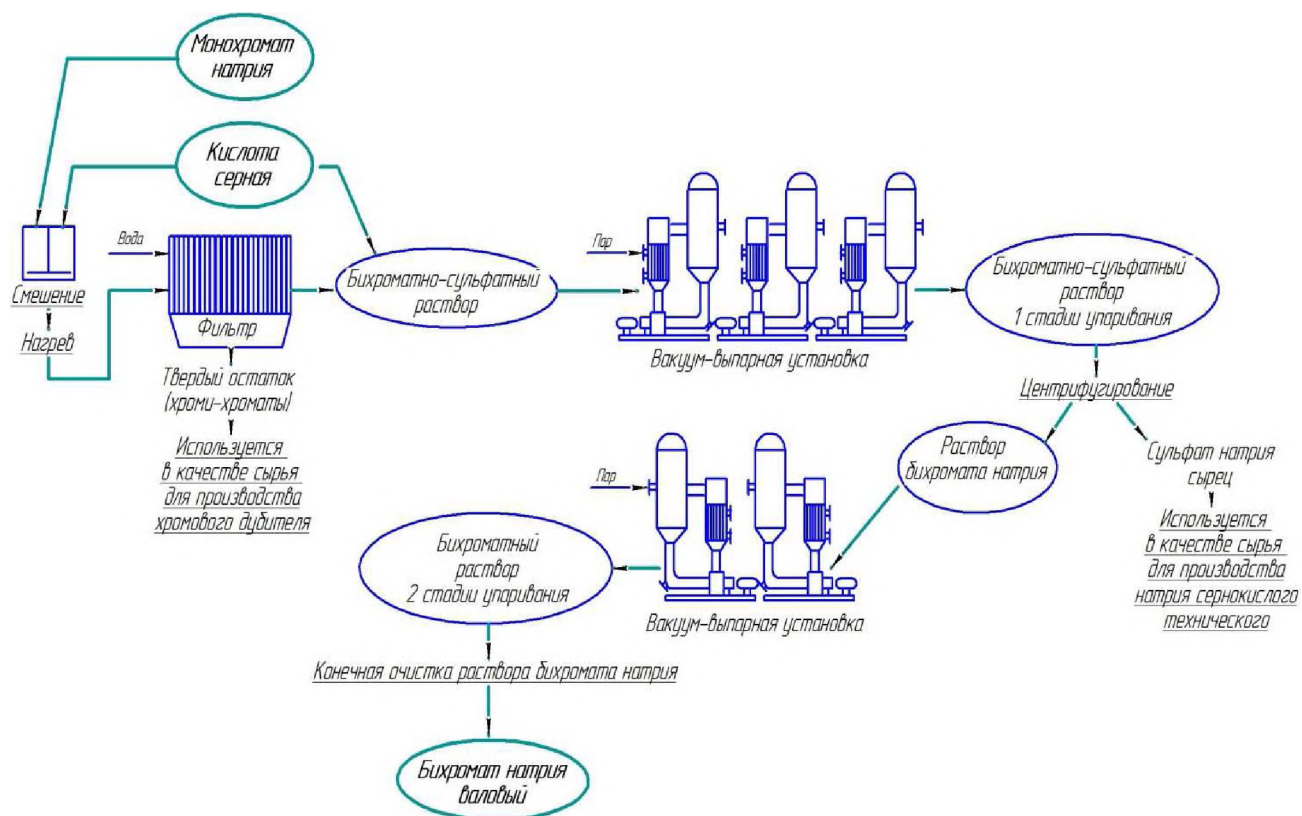 Монохромат
натрия
Кислота
серная
Вода
Смешение
Нагрев
Фильтр
Твердый остаток
(хроми-хроматы)
Используется
в качестве сырья
для производства
хромового дубителя
Бихроматно-сульфатный
раствор
Пар
Вакуум-выпарная установка
Бихроматно-сульфатный
раствор
1 стадии упаривания
Центрифугирование
Раствор
бихромата натрия
Сульфат натрия
сырец
Используется
в качестве сырья
для производства
натрия сернокислого
технического
Пар
Вакуум-выпарная установка
Бихроматный
раствор
2 стадии упаривания
Конечная очистка раствора бихромата натрия
Бихромат натрия
валовый